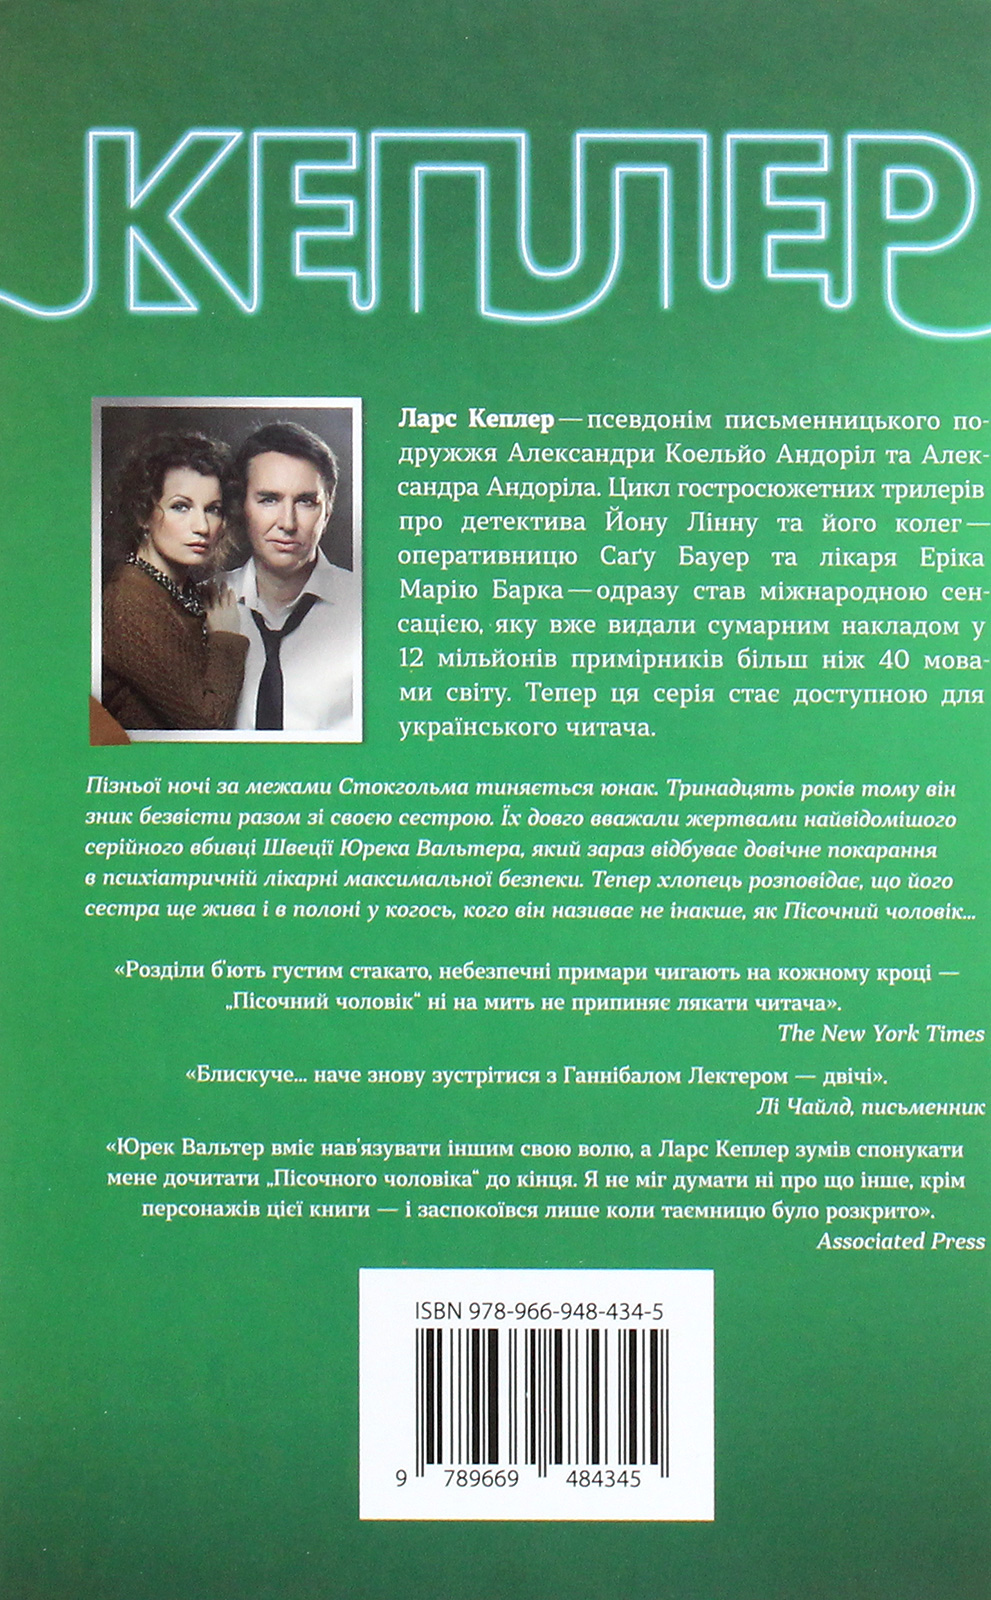 КЕПЛЕР
Ларс Кеплер — псевдонім письменницького по-
дружжя Александри Коельйо Андоріл та Алек-
сандра Андоріла. Цикл гостросюжетних трилерів
про детектива Йону Лінну та його колег —
оперативницю Саґу Бауер та лікаря Еріка
Марію Барка — одразу став міжнародною сен-
сацією, яку вже видали сумарним накладом у
12 мільйонів примірників більш ніж 40 мова-
ми світу. Тепер ця серія стає доступною для
українського читача.
Пізньої ночі за межами Стокгольма тиняється юнак. Тринадцять років тому він
зник безвісти разом зі своєю сестрою. Їх довго вважали жертвами найвідомішого
серійного вбивці Швеції Юрека Вальтера, який зараз відбуває довічне покарання
в психіатричній лікарні максимальної безпеки. Тепер хлопець розповідає, що його
сестра ще жива і в полоні у когось, кого він називає не інакше, як Пісочний чоловік...
«Розділи б'ють густим стакато, небезпечні примари чигають на кожному кроці —
„Пісочний чоловік“ ні на мить не припиняє лякати читача».
The New York Times
«Блискуче... наче знову зустрітися з Ганнібалом Лектером — двічі».
Лі Чайлд, письменник
«Юрек Вальтер вміє нав'язувати іншим свою волю, а Ларс Кеплер зумів спонукати
мене дочитати „Пісочного чоловіка“ до кінця. Я не міг думати ні про що інше, крім
персонажів цієї книги — і заспокоївся лише коли таємницю було розкрито».
Associated Press
ISBN 978-966-948-434-5
9 789669 484345